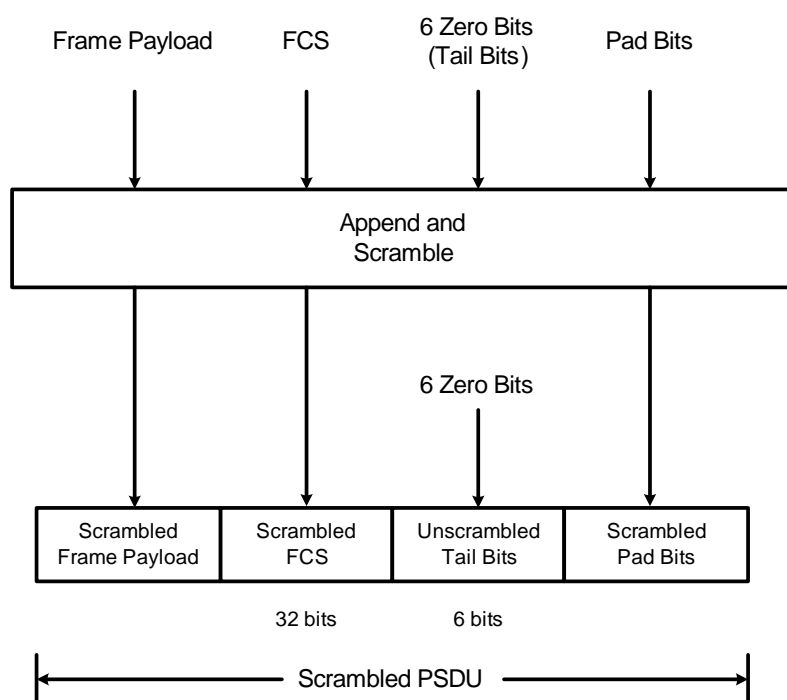 Frame Payload
FCS
6 Zero Bits
(Tail Bits)
Pad Bits
Append and
Scramble
6 Zero Bits
Scrambled
Frame Payload
Scrambled
FCS
Unscrambled
Tail Bits
Scrambled
Pad Bits
32 bits
6 bits
Scrambled PSDU